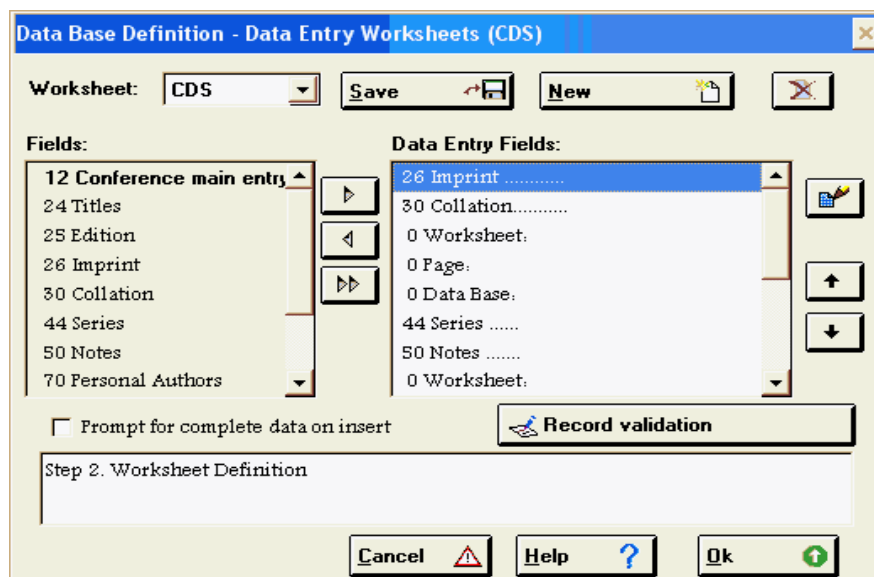 Data Base Definition - Data Entry Worksheets (CDS)
Worksheet: CDS Save New
Fields:
12 Conference main entry
24 Titles
25 Edition
26 Imprint
30 Collation
44 Series
50 Notes
70 Personal Authors
Data Entry Fields:
26 Imprint ............
30 Collation...........
0 Worksheet:
0 Page:
0 Data Base:
44 Series ......
50 Notes .......
0 Worksheet:
Prompt for complete data on insert
Record validation
Step 2. Worksheet Definition
Cancel Help ? Ok